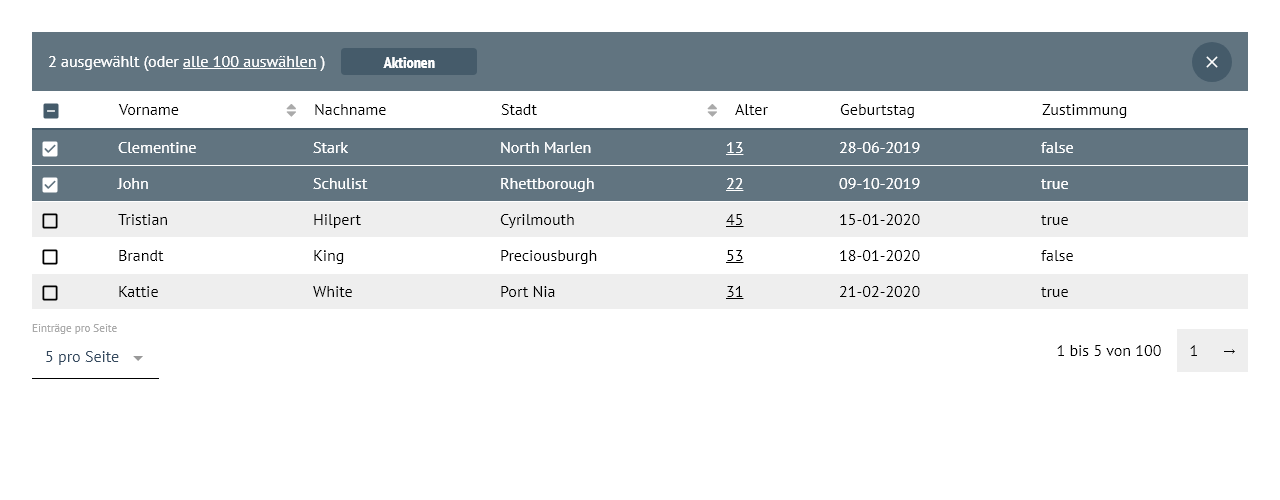 2 ausgewählt (oder alle 100 auswählen ) Aktionen
Vorname Nachname Stadt Alter Geburtstag Zustimmung
Clementine Stark North Marlen 13 28-06-2019 false
John Schulist Rhettborough 22 09-10-2019 true
Tristian Hilpert Cyrilmouth 45 15-01-2020 true
Brandt King Preciousburgh 53 18-01-2020 false
Kattie White Port Nia 31 21-02-2020 true
Einträge pro Seite
5 pro Seite 1 bis 5 von 100 1 →